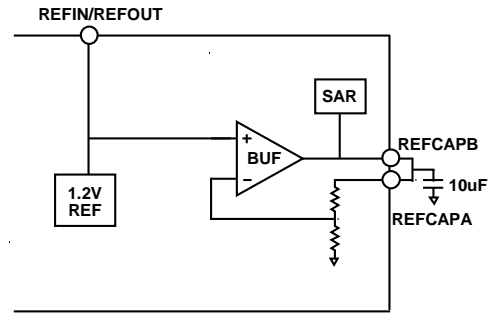 REFIN/REFOUT
SAR
REFCAPB
+
BUF
−
1.2V
REF
10uF
REFCAPA